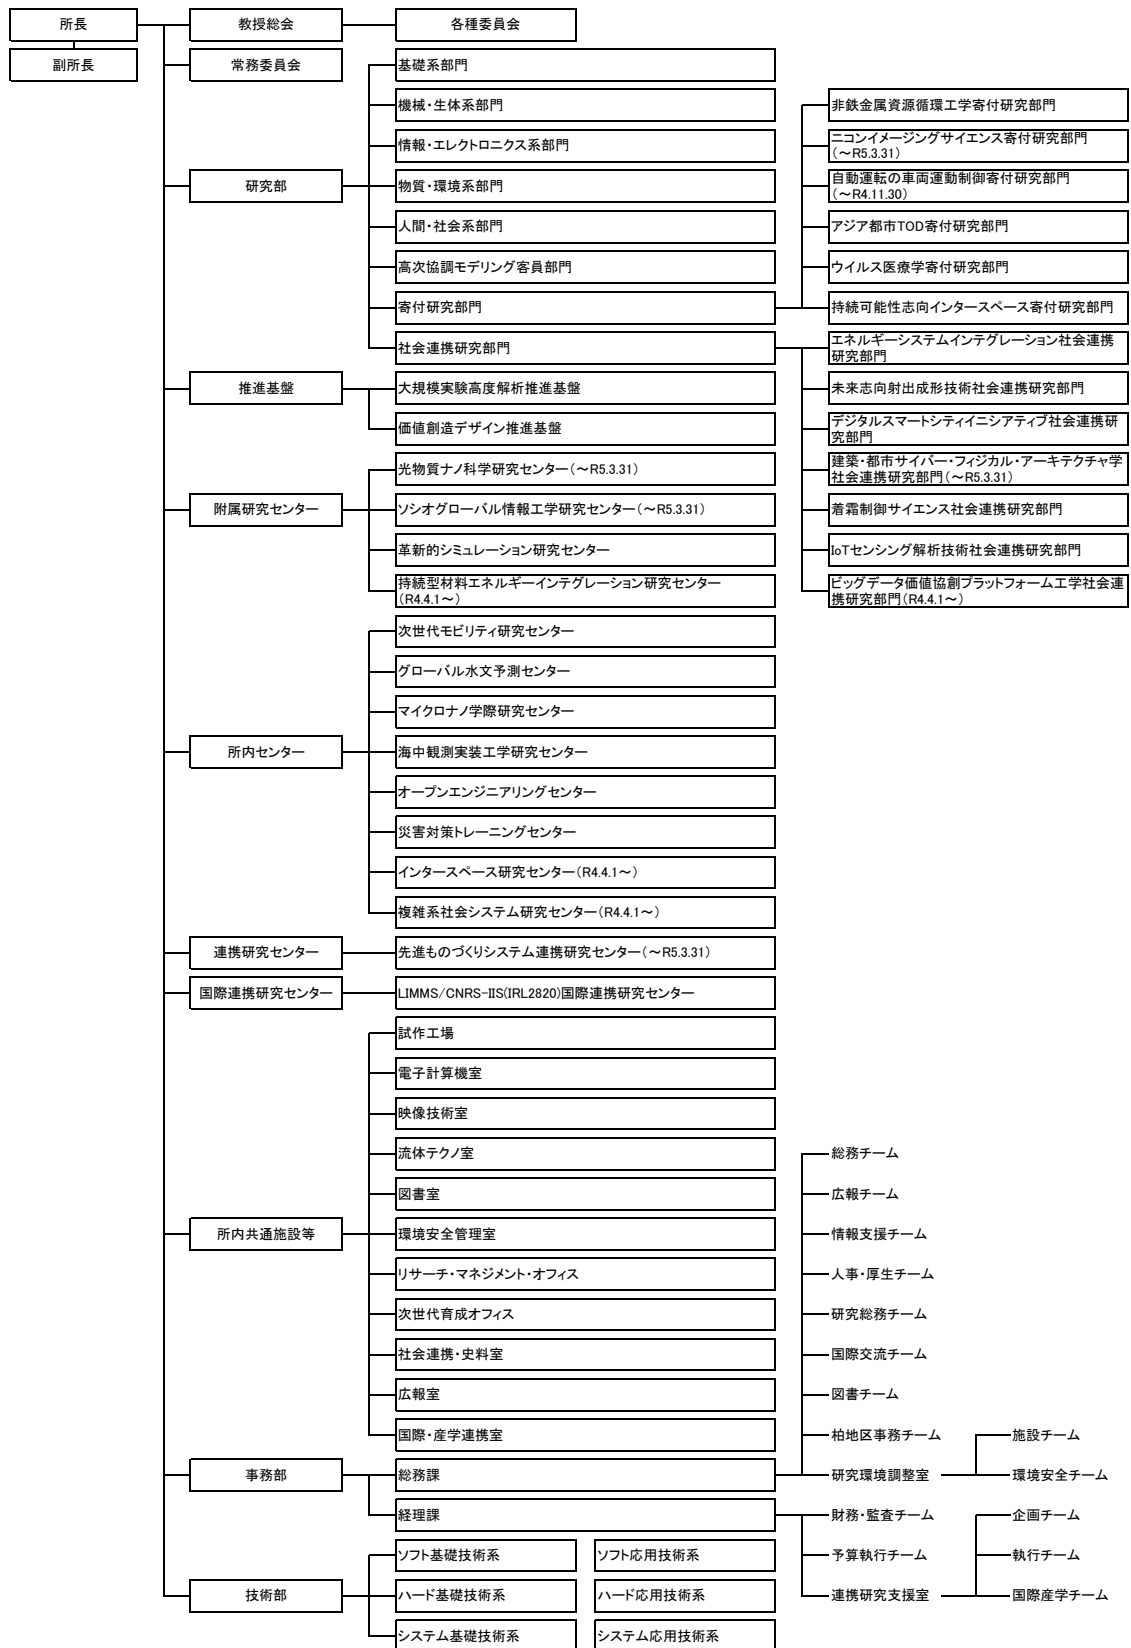 所長
教授総会
各種委員会
副所長
常務委員会
基礎系部門
機械・生体系部門
非鉄金属資源循環工学寄付研究部門
情報・エレクトロニクス系部門
ニコンイメージングサイエンス寄付研究部門
(～R5.3.31)
研究部
物質・環境系部門
自動運転の車両運動制御寄付研究部門
(～R4.11.30)
人間・社会系部門
アジア都市TOD寄付研究部門
高次協調モデリング客員部門
ウイルス医療学寄付研究部門
寄付研究部門
持続可能性志向インタースペース寄付研究部門
社会連携研究部門
エネルギーシステムインテグレーション社会連携
研究部門
推進基盤
大規模実験高度解析推進基盤
未来志向射出成形技術社会連携研究部門
価値創造デザイン推進基盤
デジタルスマートシティイニシアティブ社会連携研
究部門
光物質ナノ科学研究センター(～R5.3.31)
建築・都市サイバー・フィジカル・アーキテクチャ学
社会連携研究部門(～R5.3.31)
附属研究センター
ソシオグローバル情報工学研究センター(～R5.3.31)
着霜制御サイエンス社会連携研究部門
革新的シミュレーション研究センター
IoTセンシング解析技術社会連携研究部門
持続型材料エネルギーインテグレーション研究センター
(R4.4.1～)
ビッグデータ価値協創プラットフォーム工学社会連
携研究部門(R4.4.1～)
次世代モビリティ研究センター
グローバル水文予測センター
マイクロナノ学際研究センター
所内センター
海中観測実装工学研究センター
オープンエンジニアリングセンター
災害対策トレーニングセンター
インタースペース研究センター(R4.4.1～)
複雑系社会システム研究センター(R4.4.1～)
連携研究センター
先進ものづくりシステム連携研究センター(～R5.3.31)
国際連携研究センター
LIMMS/CNRS-IIS(IRL2820)国際連携研究センター
試作工場
電子計算機室
映像技術室
流体テクノ室
総務チーム
図書室
広報チーム
所内共通施設等
環境安全管理室
情報支援チーム
リサーチ・マネジメント・オフィス
人事・厚生チーム
次世代育成オフィス
研究総務チーム
社会連携・史料室
国際交流チーム
広報室
図書チーム
国際・産学連携室
柏地区事務チーム
施設チーム
事務部
総務課
研究環境調整室
環境安全チーム
経理課
財務・監査チーム
企画チーム
ソフト基礎技術系
ソフト応用技術系
予算執行チーム
執行チーム
技術部
ハード基礎技術系
ハード応用技術系
連携研究支援室
国際産学チーム
システム基礎技術系
システム応用技術系